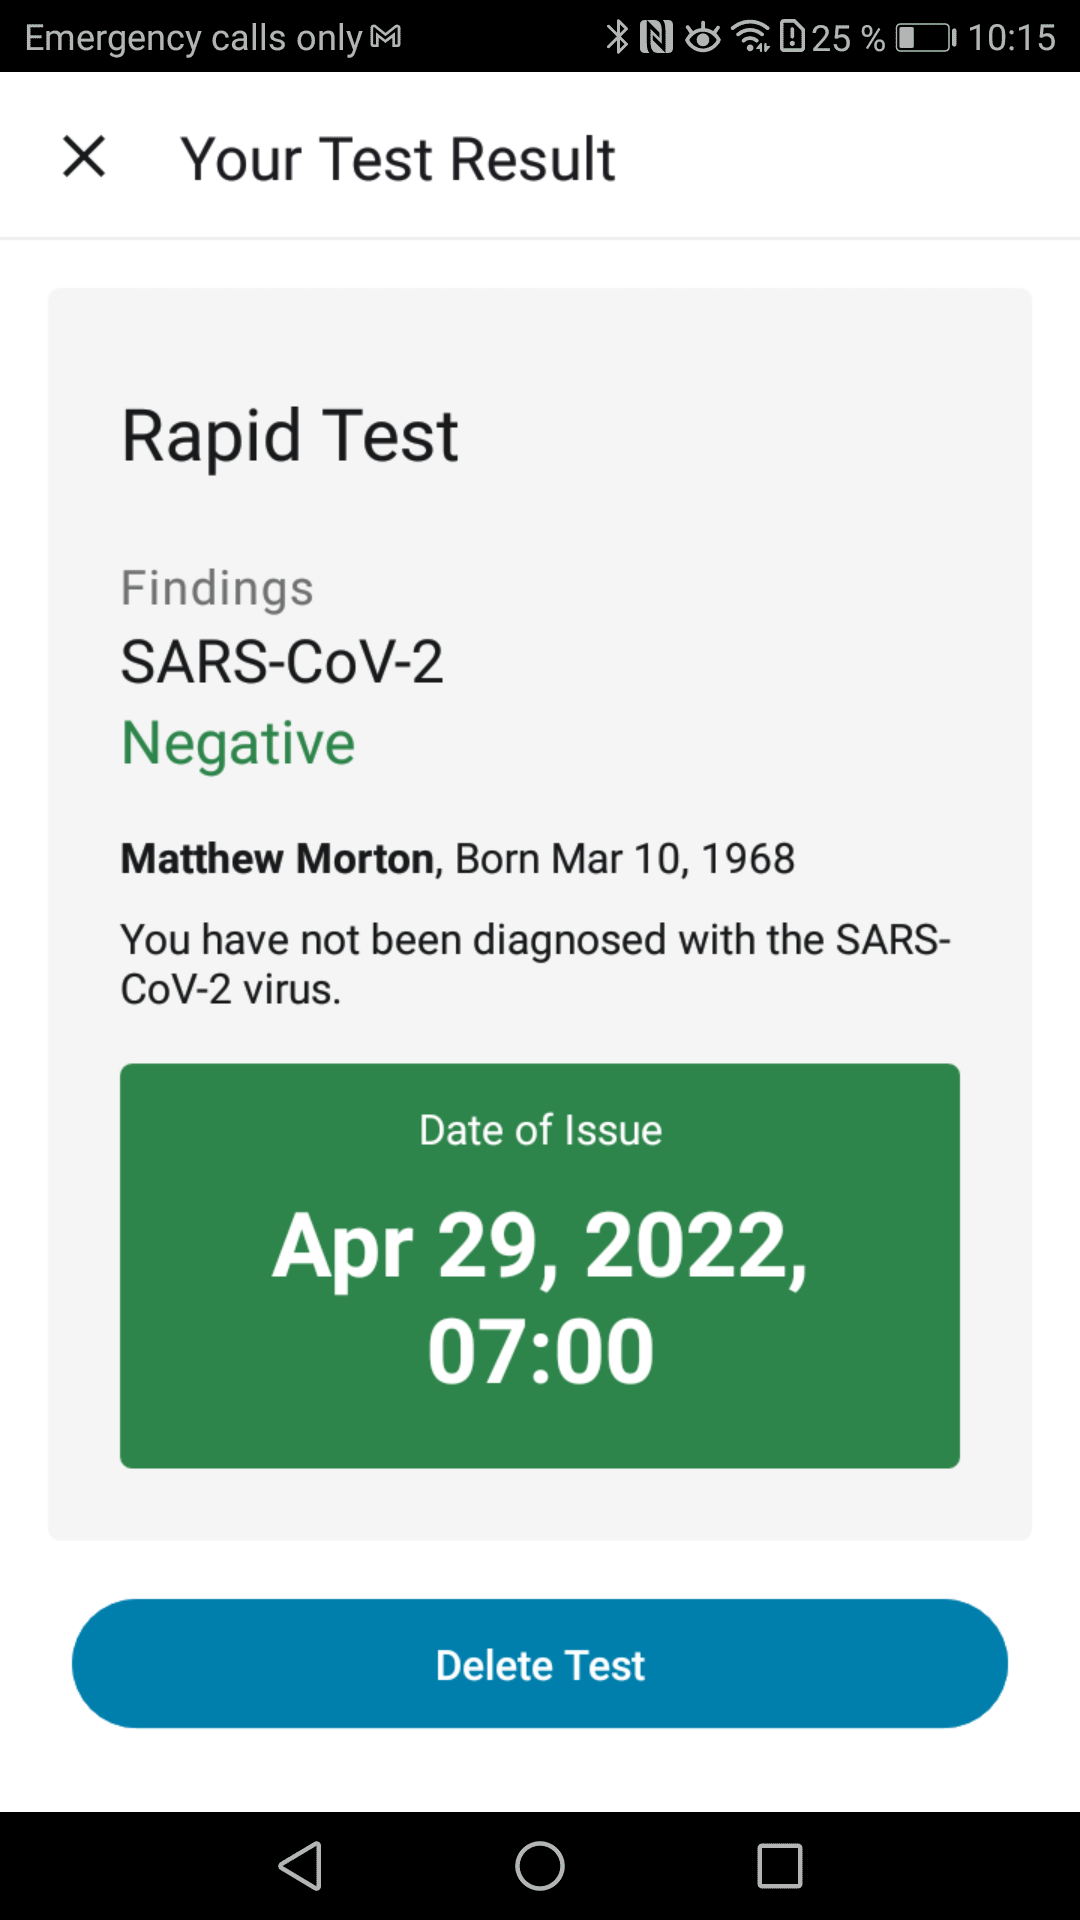 Emergency calls only 25 % 10:15
Your Test Result
Rapid Test
Findings
SARS-CoV-2
Negative
Matthew Morton, Born Mar 10, 1968
You have not been diagnosed with the SARS-
CoV-2 virus.
Date of Issue
Apr 29, 2022,
07:00
Delete Test